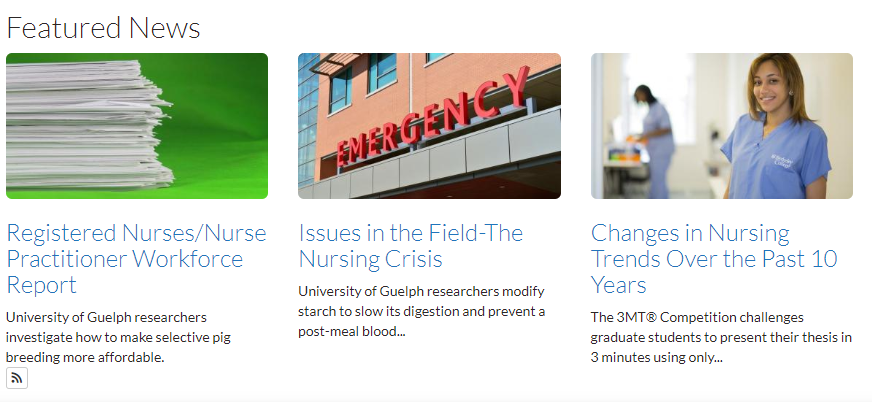 Featured News
EMERGENCY
Registered Nurses/Nurse
Practitioner Workforce
Report
University of Guelph researchers
investigate how to make selective pig
breeding more affordable.
Issues in the Field-The
Nursing Crisis
University of Guelph researchers modify
starch to slow its digestion and prevent a
post-meal blood...
Changes in Nursing
Trends Over the Past 10
Years
The 3MT® Competition challenges
graduate students to present their thesis in
3 minutes using only...